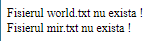 Fisierul world.txt nu exista !
Fisierul mir.txt nu exista !